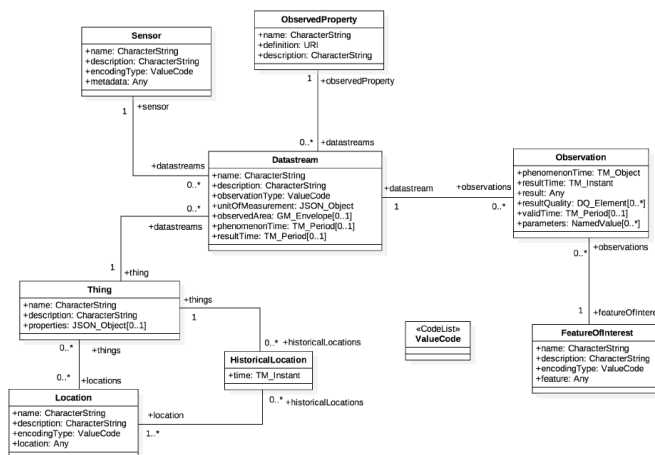 ObservedProperty
+name: CharacterString
+definition: URI
+description: CharacterString
Sensor
+name: CharacterString
+description: CharacterString
+encodingType: ValueCode
+metadata: Any
1 +observedProperty
+sensor
1
0..* +datastreams
+datastreams
0..*
Datastream
+name: CharacterString
+description: CharacterString
+observationType: ValueCode
+unitOfMeasurement: JSON_Object
+observedArea: GM_Envelope[0..1]
+phenomenonTime: TM_Period[0..1]
+resultTime: TM_Period[0..1]
+datastream
1
+observations
0..*
Observation
+phenomenonTime: TM_Object
+resultTime: TM_Instant
+result: Any
+resultQuality: DQ_Element[0..*]
+validTime: TM_Period[0..1]
+parameters: NamedValue[0..*]
0..*
+datastreams
1
+thing
+observations
0..*
1
+featureOfInteres
Thing
+name: CharacterString
+description: CharacterString
+properties: JSON_Object[0..1]
+things
1
0..* +historicalLocations
«CodeList»
ValueCode
FeatureOfInterest
+name: CharacterString
+description: CharacterString
+encodingType: ValueCode
+feature: Any
0..* +things
HistoricalLocation
+time: TM_Instant
0..* +locations
0..* +historicalLocations
Location
+name: CharacterString
+description: CharacterString
+encodingType: ValueCode
+location: Any
+location
1..*